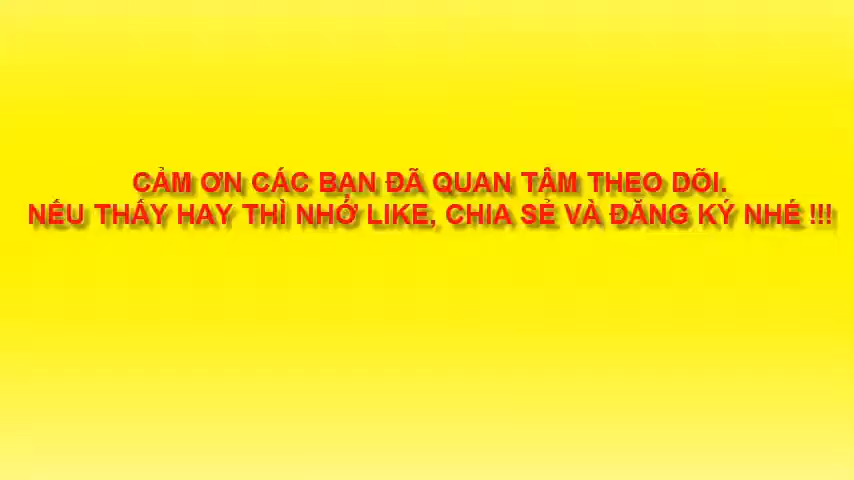 CẢM ƠN CÁC BẠN ĐÃ QUAN TÂM THEO DÕI.
NẾU THẤY HAY THÌ NHỚ LIKE, CHIA SẺ VÀ ĐĂNG KÝ NHÉ !!!